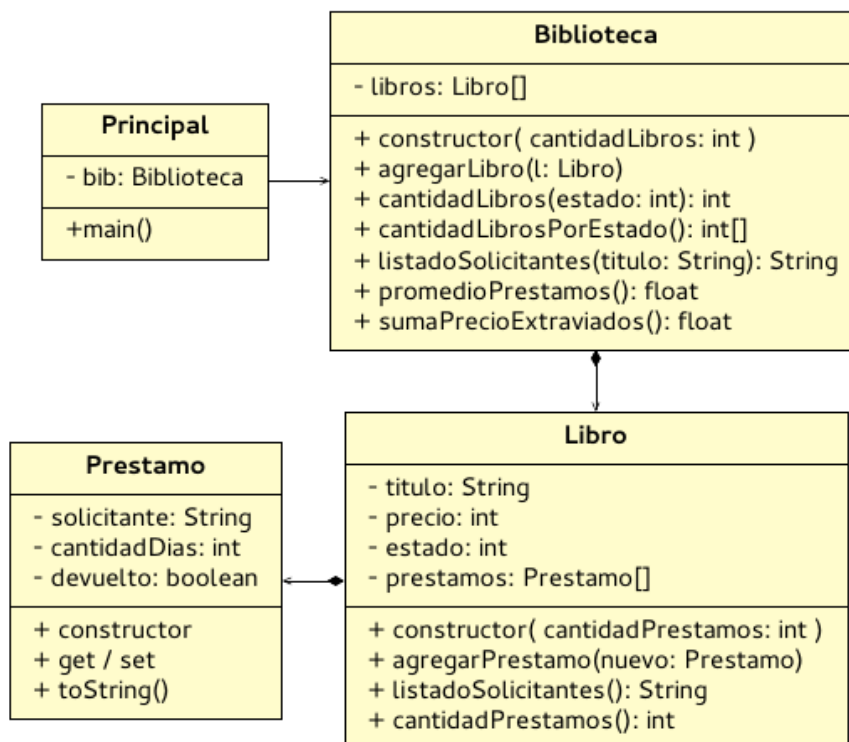 Biblioteca
- libros: Libro[]
+ constructor( cantidadLibros: int )
+ agregarLibro(l: Libro)
+ cantidadLibros(estado: int): int
+ cantidadLibrosPorEstado(): int[]
+ listadoSolicitantes(titulo: String): String
+ promedioPrestamos(): float
+ sumaPrecioExtraviados(): float
Principal
- bib: Biblioteca
+main()
Prestamo
- solicitante: String
- cantidadDias: int
- devuelto: boolean
+ constructor
+ get / set
+ toString()
Libro
- titulo: String
- precio: int
- estado: int
- prestamos: Prestamo[]
+ constructor( cantidadPrestamos: int )
+ agregarPrestamo(nuevo: Prestamo)
+ listadoSolicitantes(): String
+ cantidadPrestamos(): int